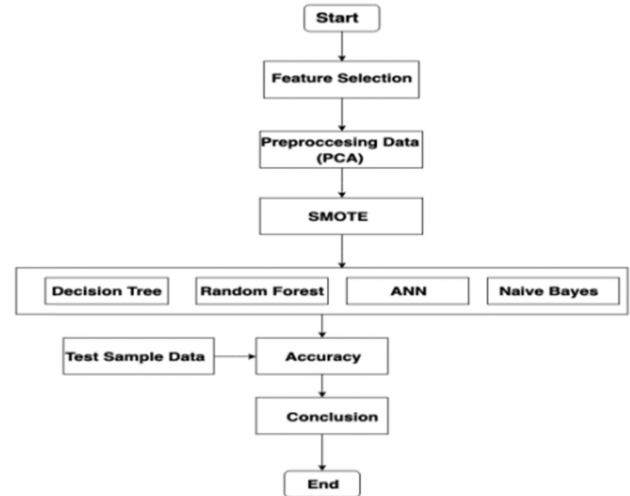 Start
Feature Selection
Preproccesing Data
(PCA)
SMOTE
Decision Tree
Random Forest
ANN
Naive Bayes
Test Sample Data
Accuracy
Conclusion
End